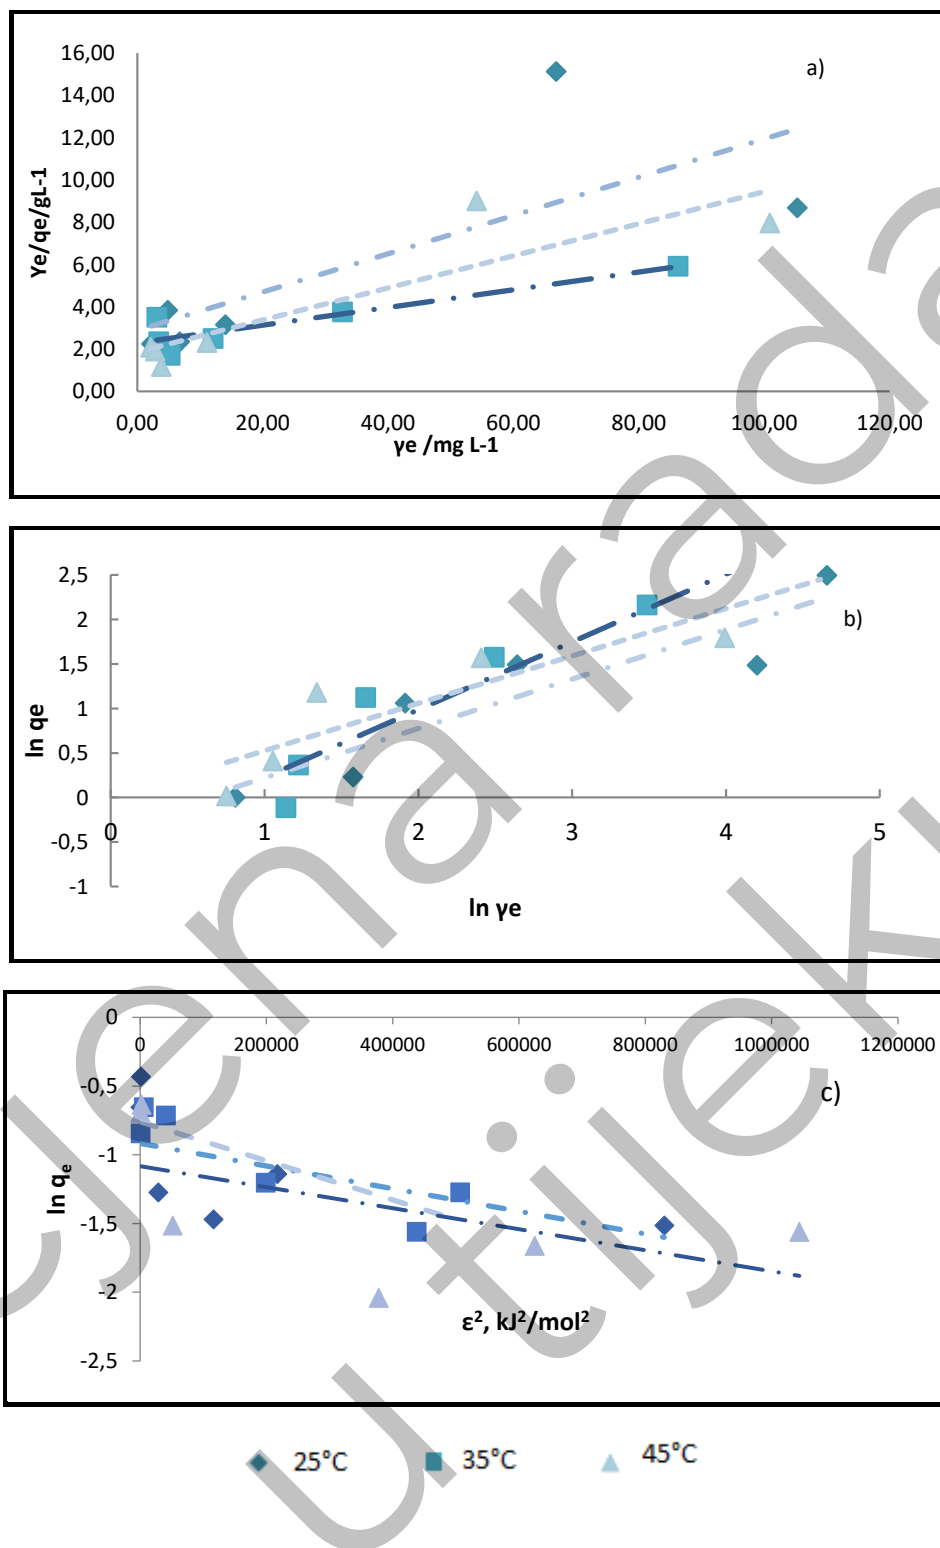 16,00
14,00
12,00
10,00
8,00
6,00
4,00
2,00
0,00
Ye/qe/gL-1
a)
0,00 20,00 40,00 60,00 80,00 100,00 120,00
γe /mg L-1
2,5
2
1,5
1
0,5
0
-0,5
-1
ln qe
b)
0 1 2 3 4 5
ln γe
0
-0,5
-1
-1,5
-2
-2,5
ln qₑ
0 200000 400000 600000 800000 1000000 1200000
c)
ε², kJ²/mol²
25°C 35°C 45°C
u tijek